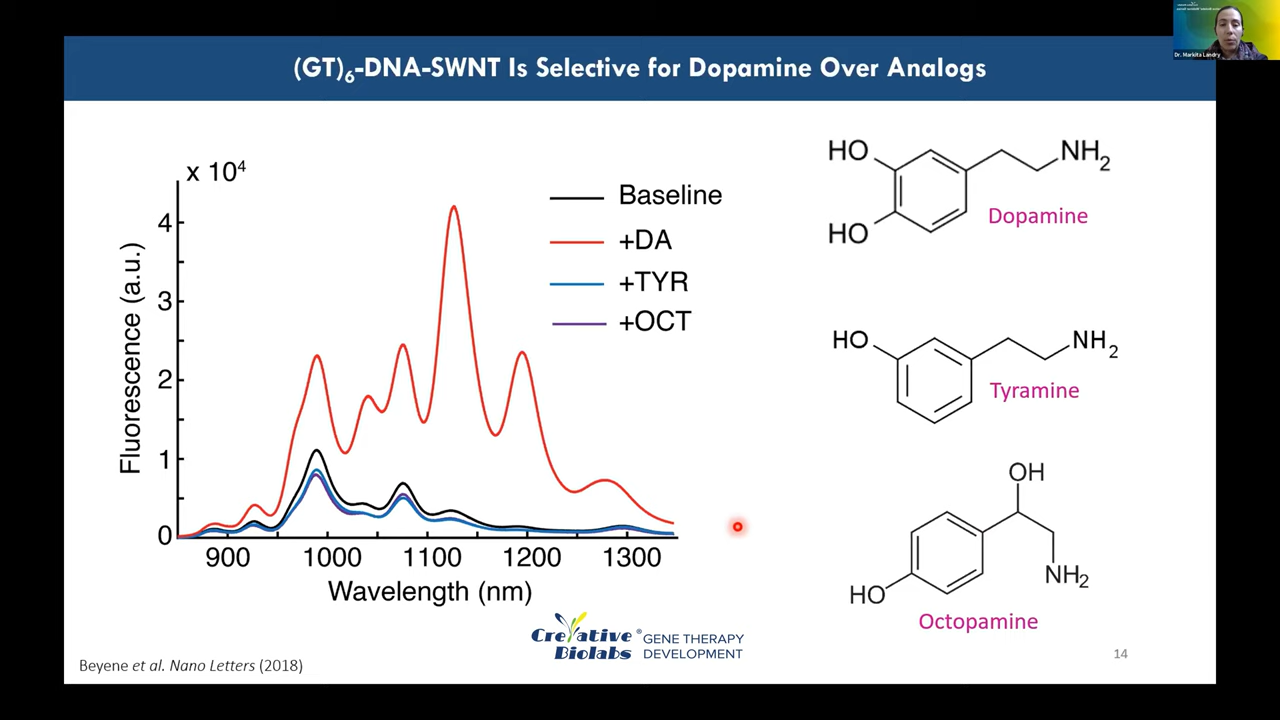 (GT)6-DNA-SWNT Is Selective for Dopamine Over Analogs
Dr. Markita Landry
x 10⁴
Baseline
+DA
+TYR
+OCT
4
3
2
1
0
Fluorescence (a.u.)
900 1000 1100 1200 1300
Wavelength (nm)
HO
HO
NH2
Dopamine
HO
NH2
Tyramine
OH
HO
NH2
Octopamine
Creative Biolabs®
GENE THERAPY
DEVELOPMENT
Beyene et al. Nano Letters (2018)
14